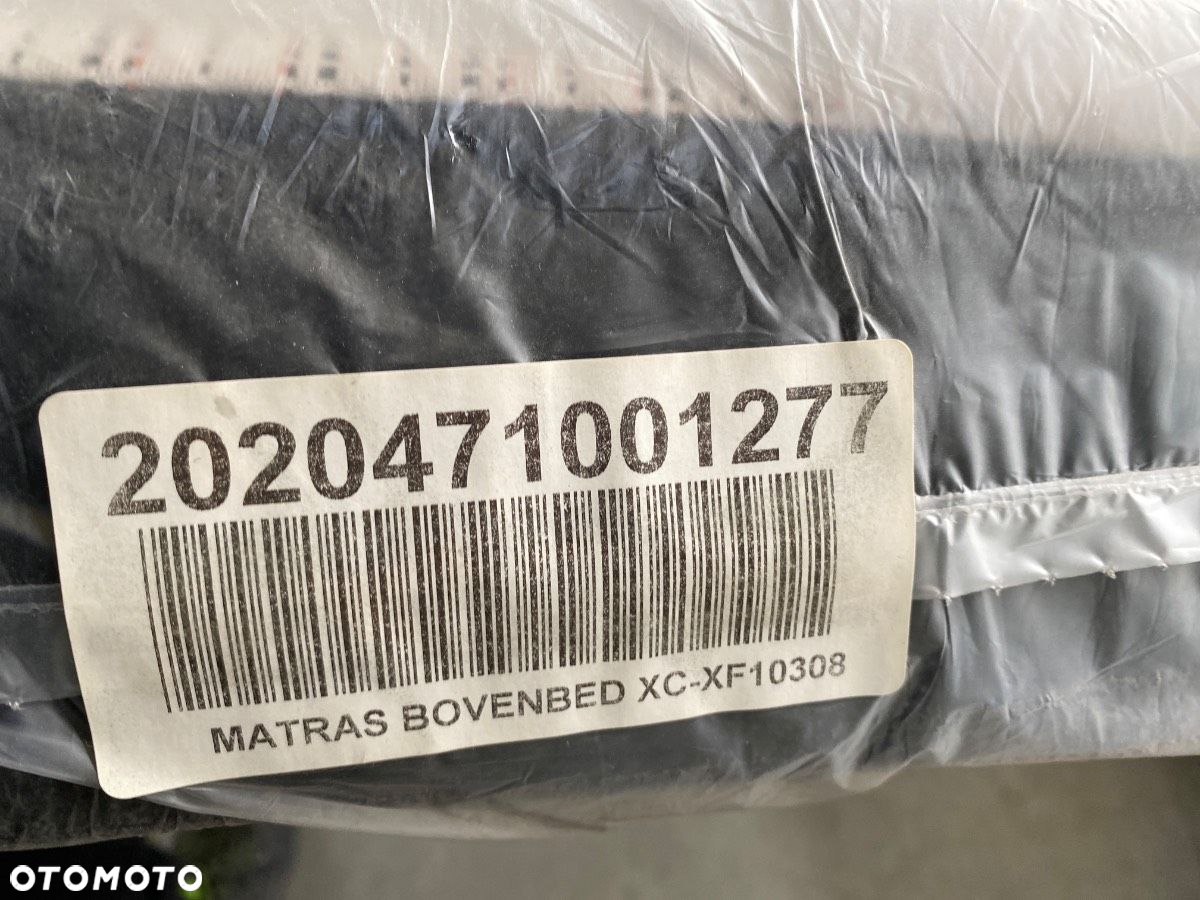 2020471001277
MATRAS BOVENBED XC-XF10308
OTOMOTO